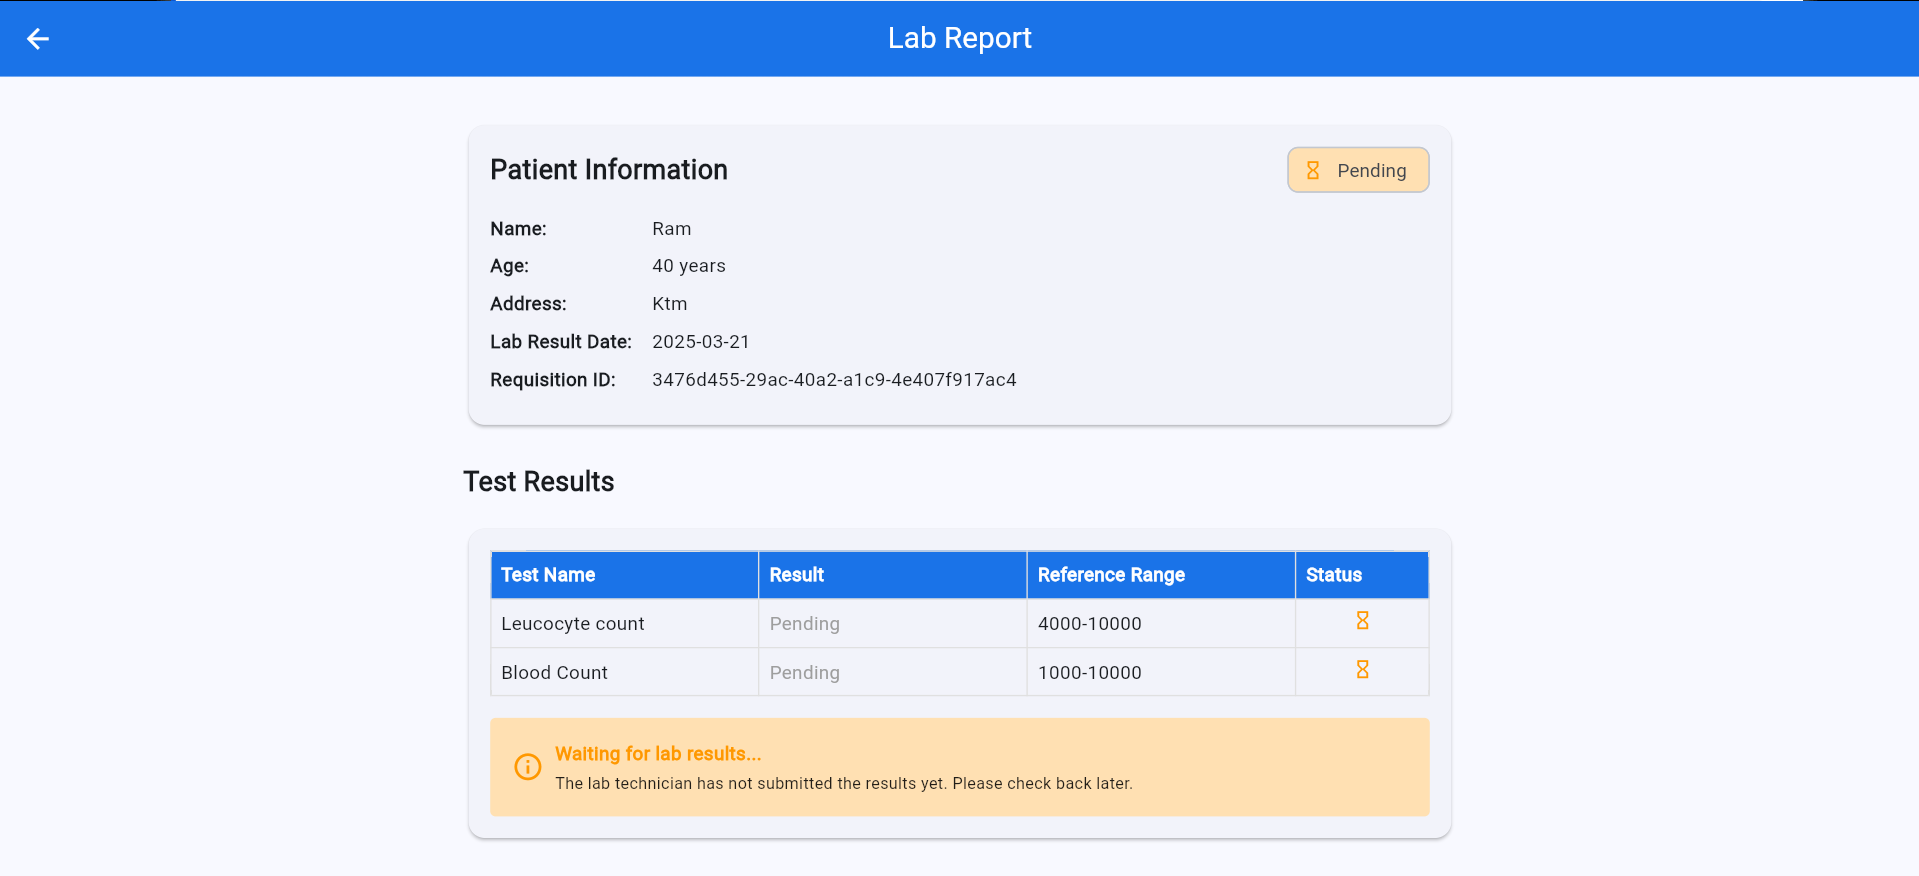 Lab Report
Patient Information
Pending
Name: Ram
Age: 40 years
Address: Ktm
Lab Result Date: 2025-03-21
Requisition ID: 3476d455-29ac-40a2-a1c9-4e407f917ac4
Test Results
Test Name Result Reference Range Status
Leucocyte count Pending 4000-10000
Blood Count Pending 1000-10000
Waiting for lab results...
The lab technician has not submitted the results yet. Please check back later.